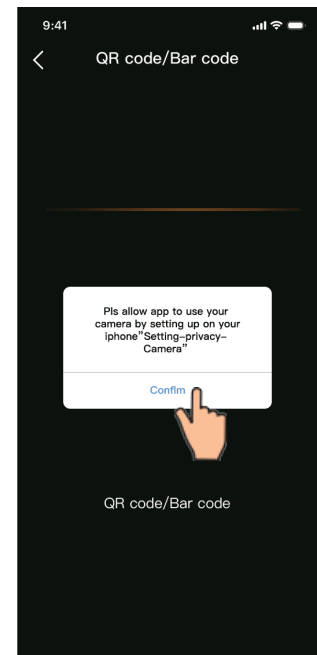 9:41
QR code/Bar code
Pls allow app to use your
camera by setting up on your
iphone"Setting-privacy-
Camera"
Confim
QR code/Bar code